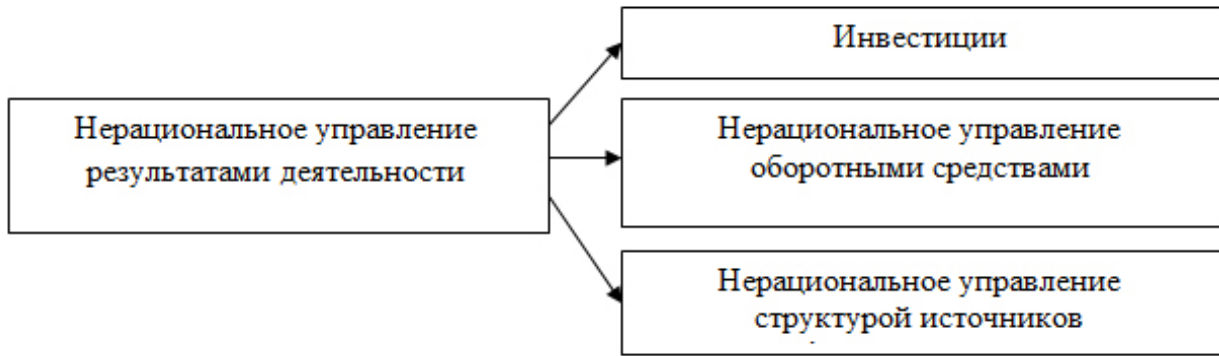 Инвестиции
Нерациональное управление
результатами деятельности
Нерациональное управление
оборотными средствами
Нерациональное управление
структурой источников